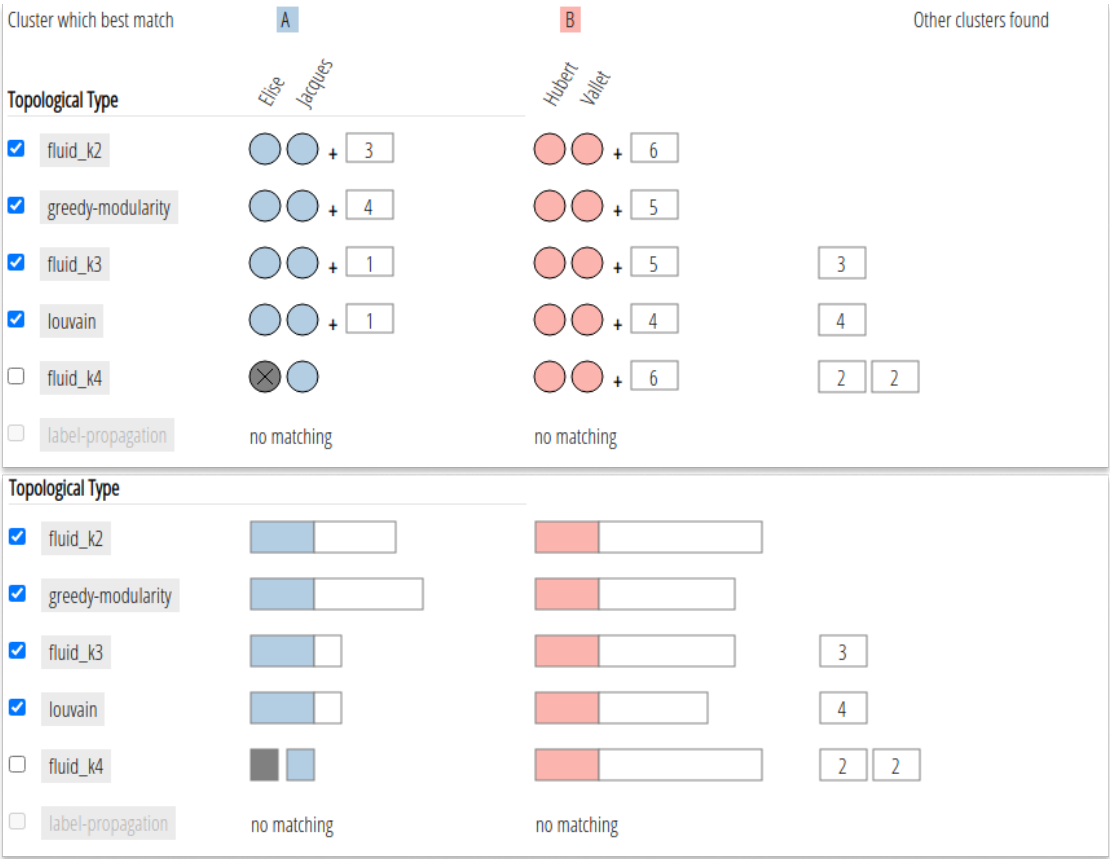 Cluster which best match A B Other clusters found
Elise Jacques Hubert Vallet
Topological Type
fluid_k2 + 3 + 6
greedy-modularity + 4 + 5
fluid_k3 + 1 + 5 3
louvain + 1 + 4 4
fluid_k4 + 6 2 2
label-propagation no matching no matching
Topological Type
fluid_k2
greedy-modularity
fluid_k3 3
louvain 4
fluid_k4 2 2
label-propagation no matching no matching